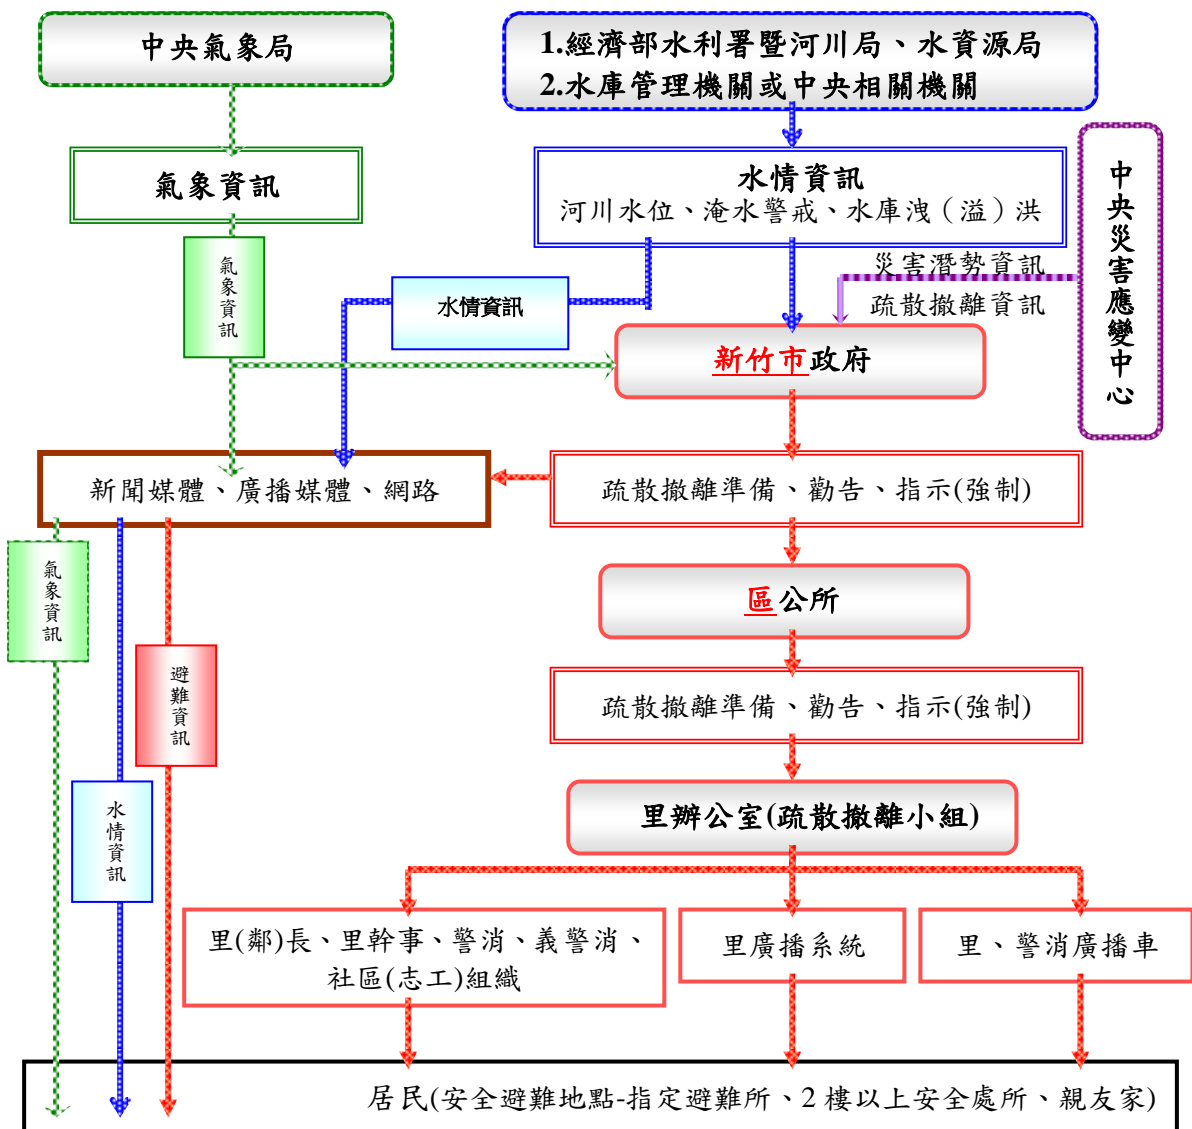 中央氣象局
1.經濟部水利署暨河川局、水資源局
2.水庫管理機關或中央相關機關
氣象資訊
水情資訊
河川水位、淹水警戒、水庫洩（溢）洪
中央災害應變中心
氣象資訊
水情資訊
災害潛勢資訊
疏散撤離資訊
新竹市政府
新聞媒體、廣播媒體、網路
疏散撤離準備、勸告、指示(強制)
氣象資訊
區公所
避難資訊
疏散撤離準備、勸告、指示(強制)
水情資訊
里辦公室(疏散撤離小組)
里(鄰)長、里幹事、警消、義警消、
社區(志工)組織
里廣播系統
里、警消廣播車
居民(安全避難地點-指定避難所、2 樓以上安全處所、親友家)